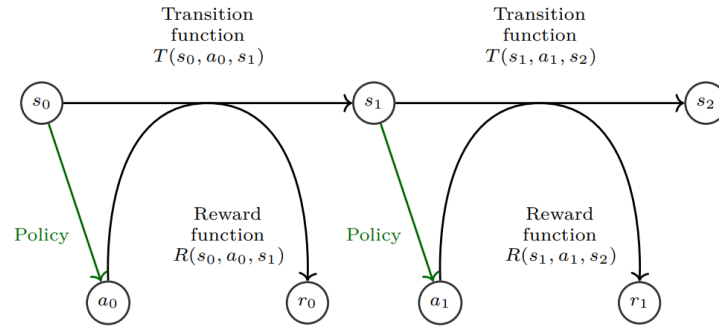 Transition
function
T(s₀, a₀, s₁)
Transition
function
T(s₁, a₁, s₂)
s₀
s₁
s₂
Policy
Reward
function
R(s₀, a₀, s₁)
Policy
Reward
function
R(s₁, a₁, s₂)
a₀
r₀
a₁
r₁